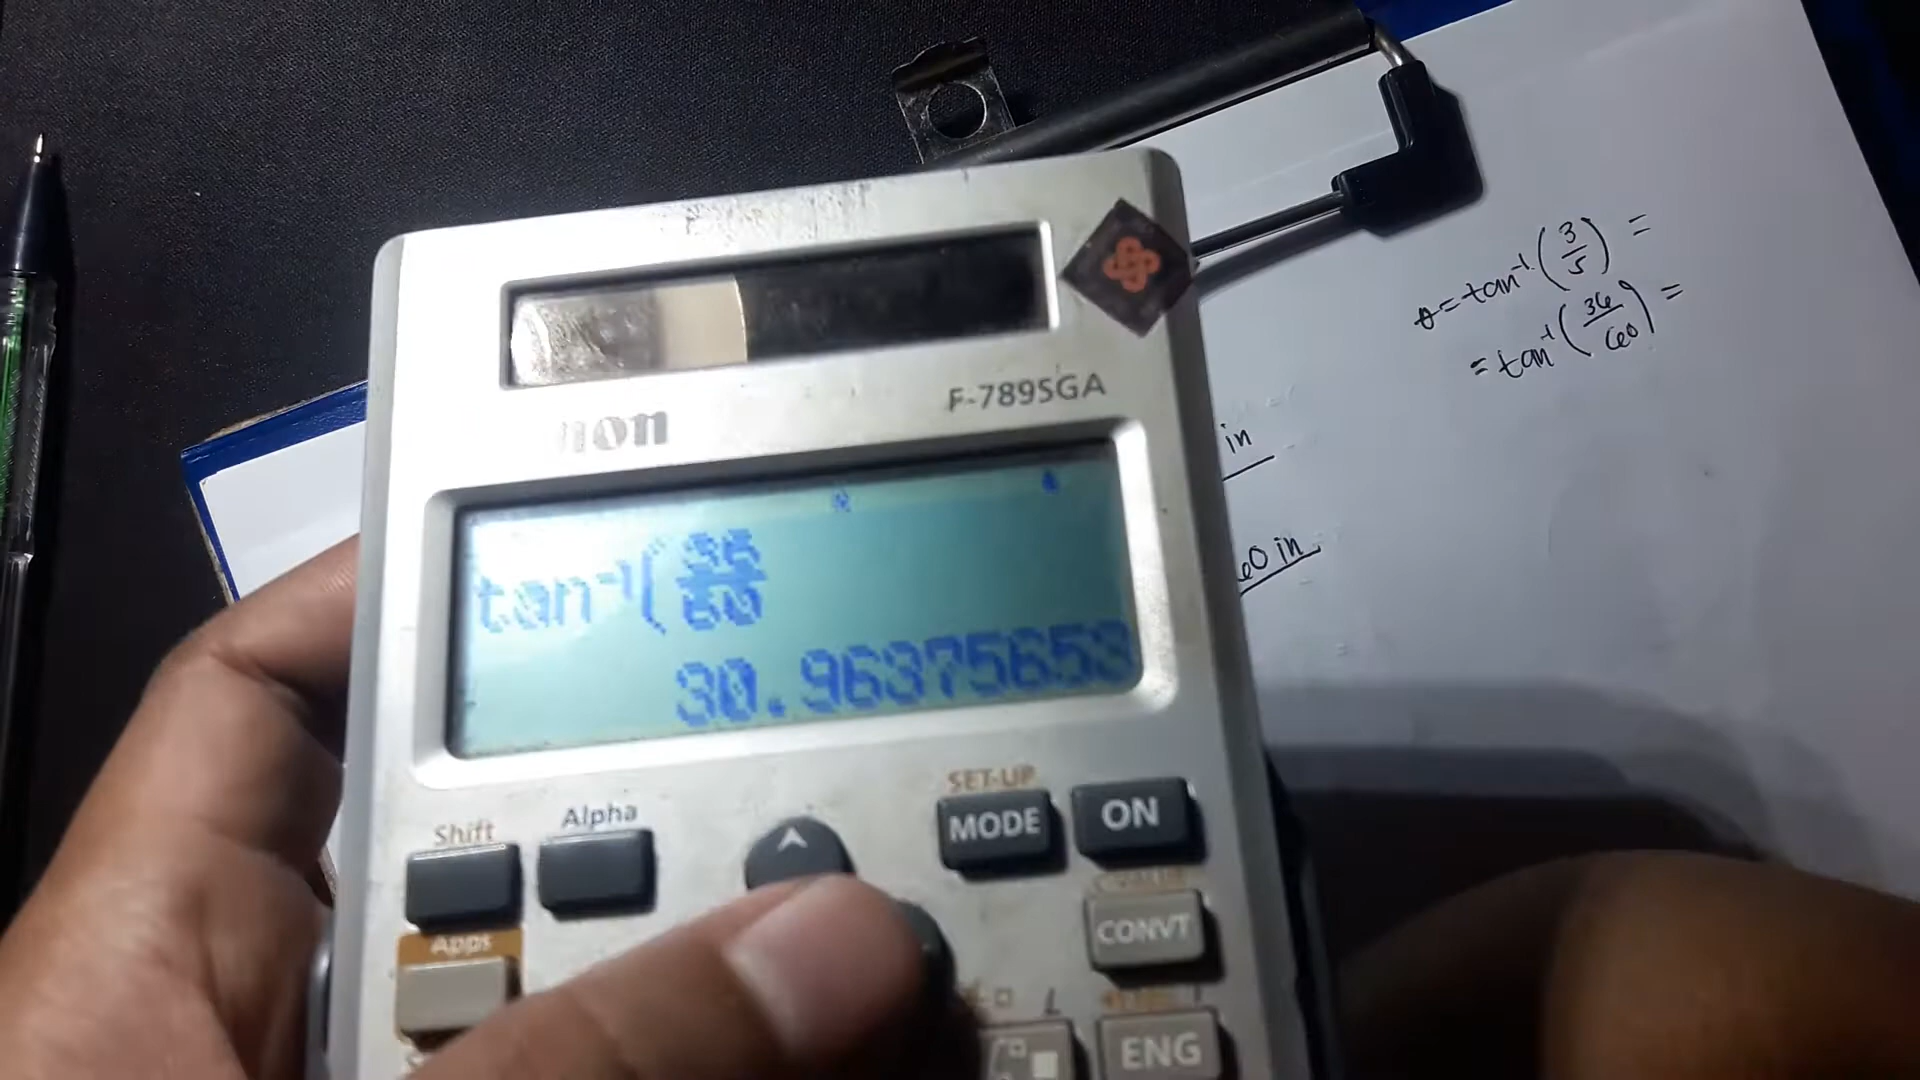 θ=tan⁻¹(3/5) =
=tan⁻¹(36/60) =
F-789SGA
in
60 in
tan⁻¹(36/60
30.96375653
SET-UP
MODE
ON
Shift
Alpha
CONVT
Apps
ENG